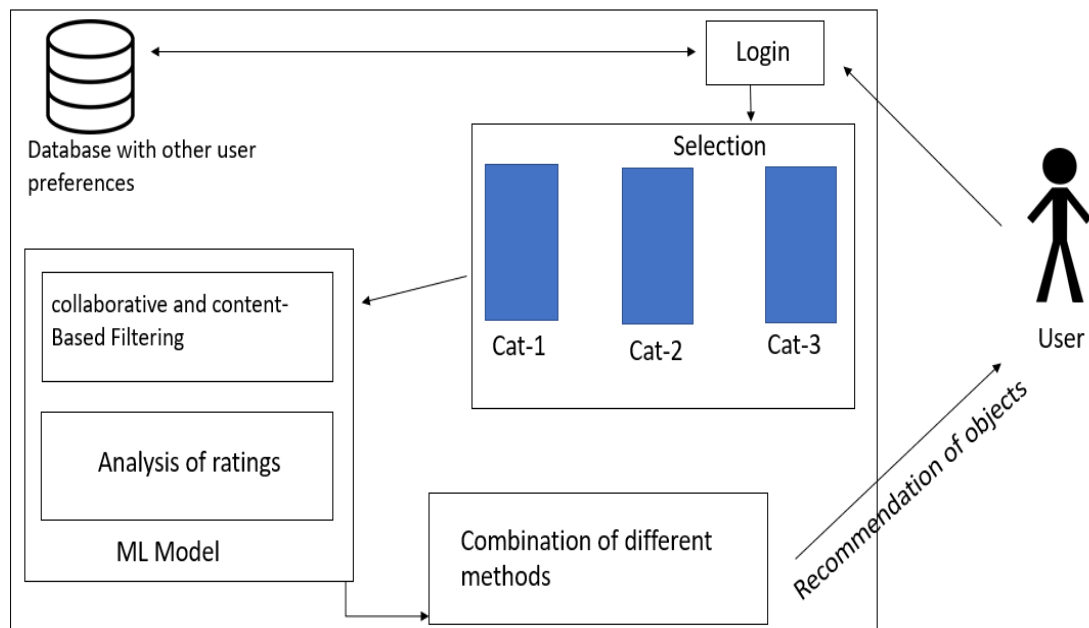 Login
Database with other user
preferences
Selection
Cat-1
Cat-2
Cat-3
User
collaborative and content-
Based Filtering
Analysis of ratings
ML Model
Combination of different
methods
Recommendation of objects